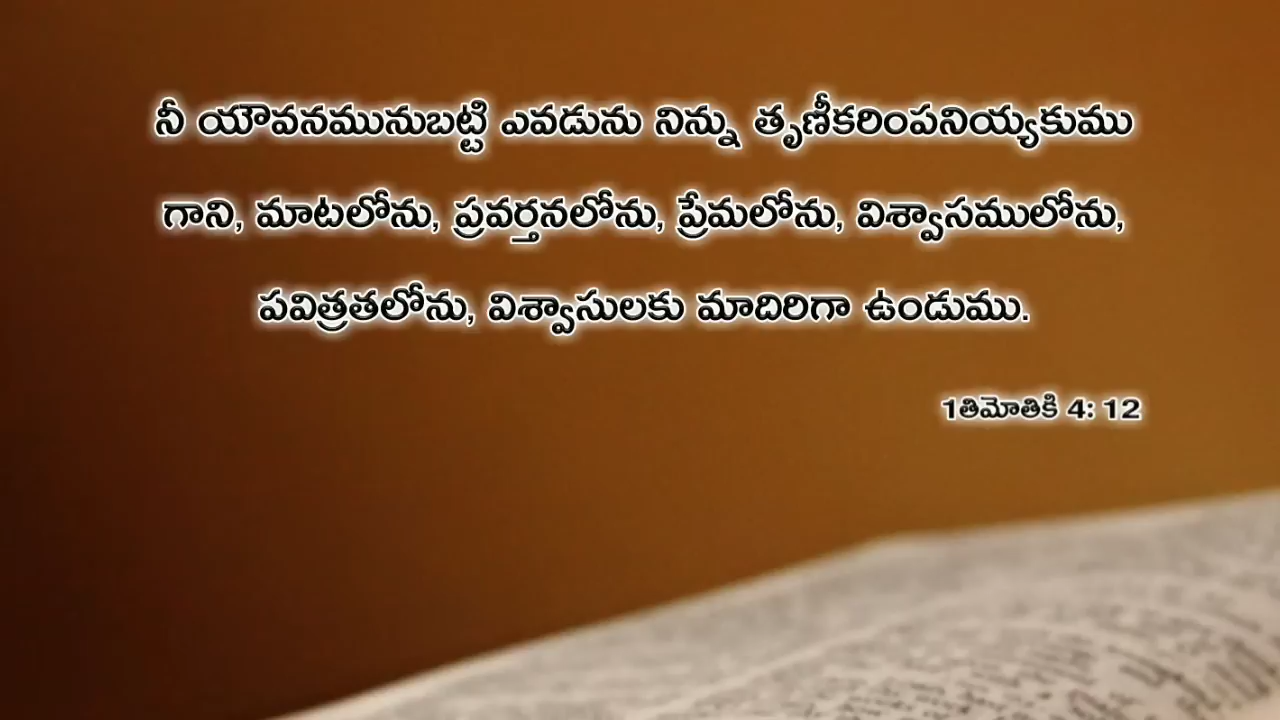 నీ యౌవనమునుబట్టి ఎవడును నిన్ను తృణీకరింపనియ్యకుము
గాని, మాటలోను, ప్రవర్తనలోను, ప్రేమలోను, విశ్వాసములోను,
పవిత్రతలోను, విశ్వాసులకు మాదిరిగా ఉండుము.
1తిమోతికి 4: 12